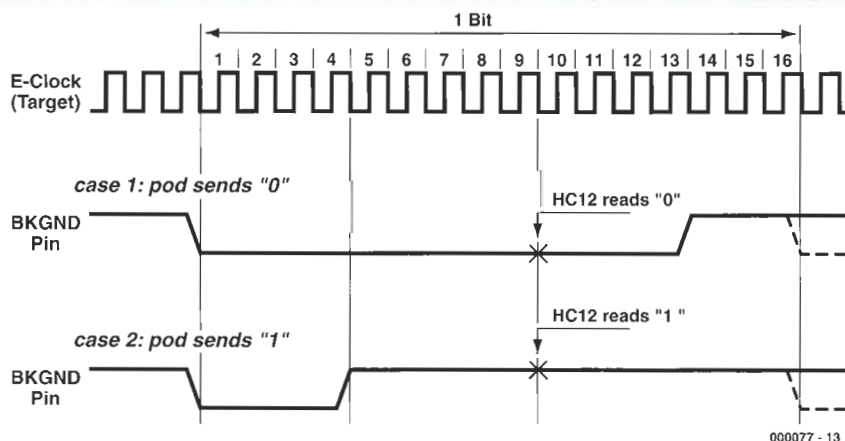 1 Bit
1 2 3 4 5 6 7 8 9 10 11 12 13 14 15 16
E-Clock
(Target)
case 1: pod sends "0"
HC12 reads "0"
BKGND
Pin
HC12 reads "1 "
case 2: pod sends "1"
BKGND
Pin
000077 - 13